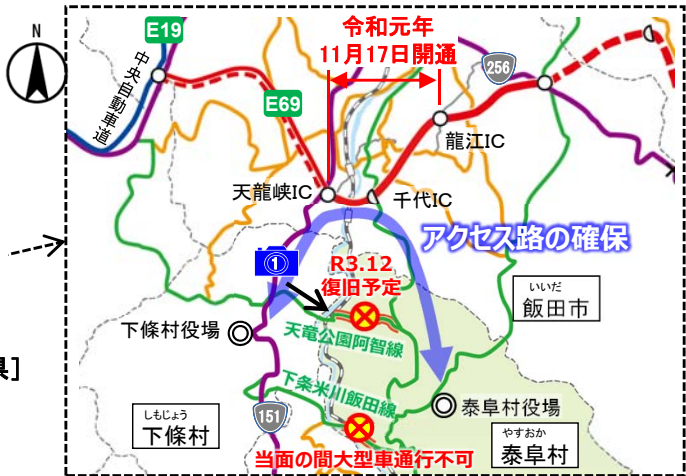 令和元年
11月17日開通
N
E19
中央自動車道
E69
256
龍江IC
天龍峡IC
千代IC
アクセス路の確保
①
R3.12
復旧予定
いいだ
飯田市
下條村役場
天竜公園阿智線
県]
下条米川飯田線
泰阜村役場
しもじょう
下條村
151
やすおか
泰阜村
当面の間大型車通行不可